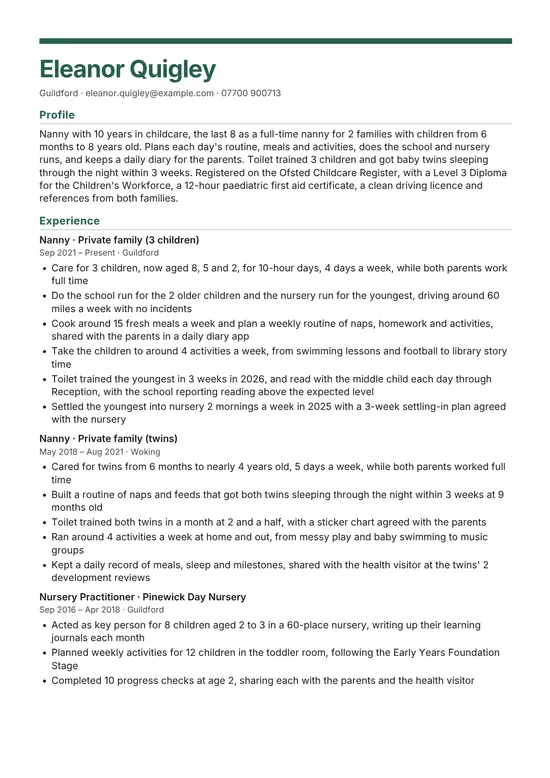 Eleanor Quigley
Guildford · eleanor.quigley@example.com · 07700 900713
Profile
Nanny with 10 years in childcare, the last 8 as a full-time nanny for 2 families with children from 6
months to 8 years old. Plans each day's routine, meals and activities, does the school and nursery
runs, and keeps a daily diary for the parents. Toilet trained 3 children and got baby twins sleeping
through the night within 3 weeks. Registered on the Ofsted Childcare Register, with a Level 3 Diploma
for the Children's Workforce, a 12-hour paediatric first aid certificate, a clean driving licence and
references from both families.
Experience
Nanny · Private family (3 children)
Sep 2021 – Present · Guildford
• Care for 3 children, now aged 8, 5 and 2, for 10-hour days, 4 days a week, while both parents work
full time
• Do the school run for the 2 older children and the nursery run for the youngest, driving around 60
miles a week with no incidents
• Cook around 15 fresh meals a week and plan a weekly routine of naps, homework and activities,
shared with the parents in a daily diary app
• Take the children to around 4 activities a week, from swimming lessons and football to library story
time
• Toilet trained the youngest in 3 weeks in 2026, and read with the middle child each day through
Reception, with the school reporting reading above the expected level
• Settled the youngest into nursery 2 mornings a week in 2025 with a 3-week settling-in plan agreed
with the nursery
Nanny · Private family (twins)
May 2018 – Aug 2021 · Woking
• Cared for twins from 6 months to nearly 4 years old, 5 days a week, while both parents worked full
time
• Built a routine of naps and feeds that got both twins sleeping through the night within 3 weeks at 9
months old
• Toilet trained both twins in a month at 2 and a half, with a sticker chart agreed with the parents
• Ran around 4 activities a week at home and out, from messy play and baby swimming to music
groups
• Kept a daily record of meals, sleep and milestones, shared with the health visitor at the twins' 2
development reviews
Nursery Practitioner · Pinewick Day Nursery
Sep 2016 – Apr 2018 · Guildford
• Acted as key person for 8 children aged 2 to 3 in a 60-place nursery, writing up their learning
journals each month
• Planned weekly activities for 12 children in the toddler room, following the Early Years Foundation
Stage
• Completed 10 progress checks at age 2, sharing each with the parents and the health visitor